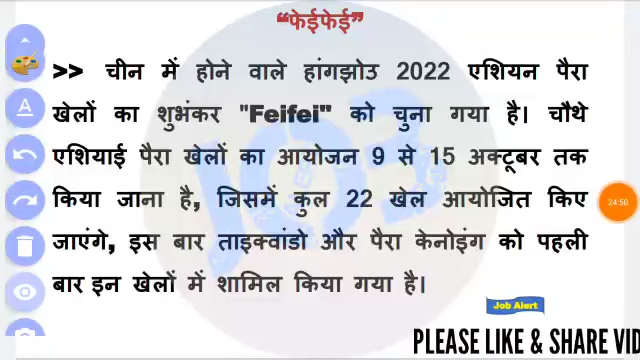 “फेईफेई”
>> चीन में होने वाले हांगझोउ 2022 एशियन पैरा
खेलों का शुभंकर "Feifei" को चुना गया है। चौथे
एशियाई पैरा खेलों का आयोजन 9 से 15 अक्टूबर तक
किया जाना है, जिसमें कुल 22 खेल आयोजित किए
जाएंगे, इस बार ताइक्वांडो और पैरा केनोइंग को पहली
बार इन खेलों में शामिल किया गया है।
24:50
Job Alert
PLEASE LIKE & SHARE VID